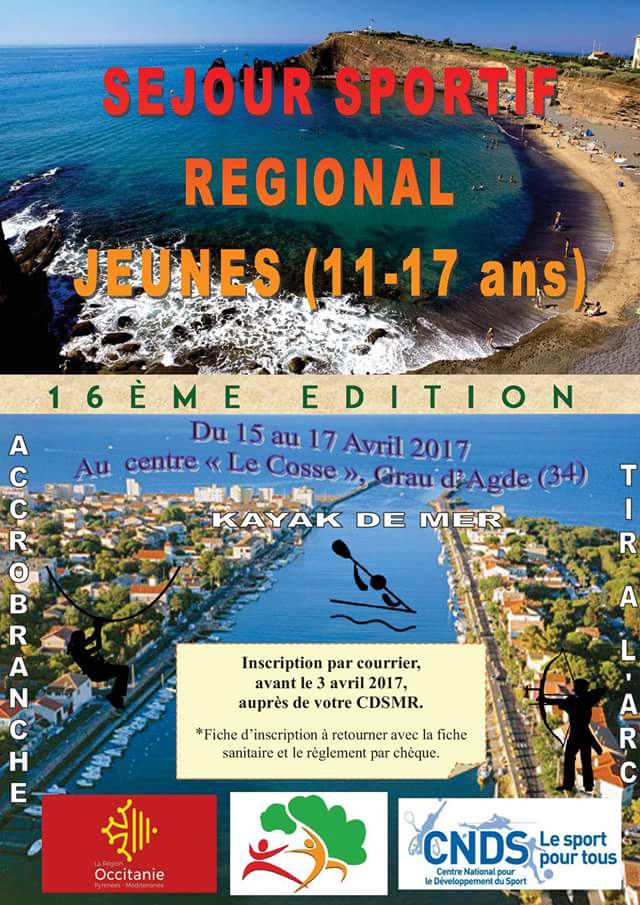 SEJOUR SPORTIF
REGIONAL
JEUNES (11-17 ans)
16ÈME EDITION
Du 15 au 17 Avril 2017
Au centre « Le Cosse », Grau d'Agde (34)
KAYAK DE MER
ACCROBRANCHE
TIR A L'ARC
Inscription par courrier,
avant le 3 avril 2017,
auprès de votre CDSMR.
*Fiche d'inscription à retourner avec la fiche
sanitaire et le règlement par chèque.
La Région
Occitanie
Pyrénées - Méditerranée
CNDS
Centre National pour
le Développement du Sport
Le sport
pour tous